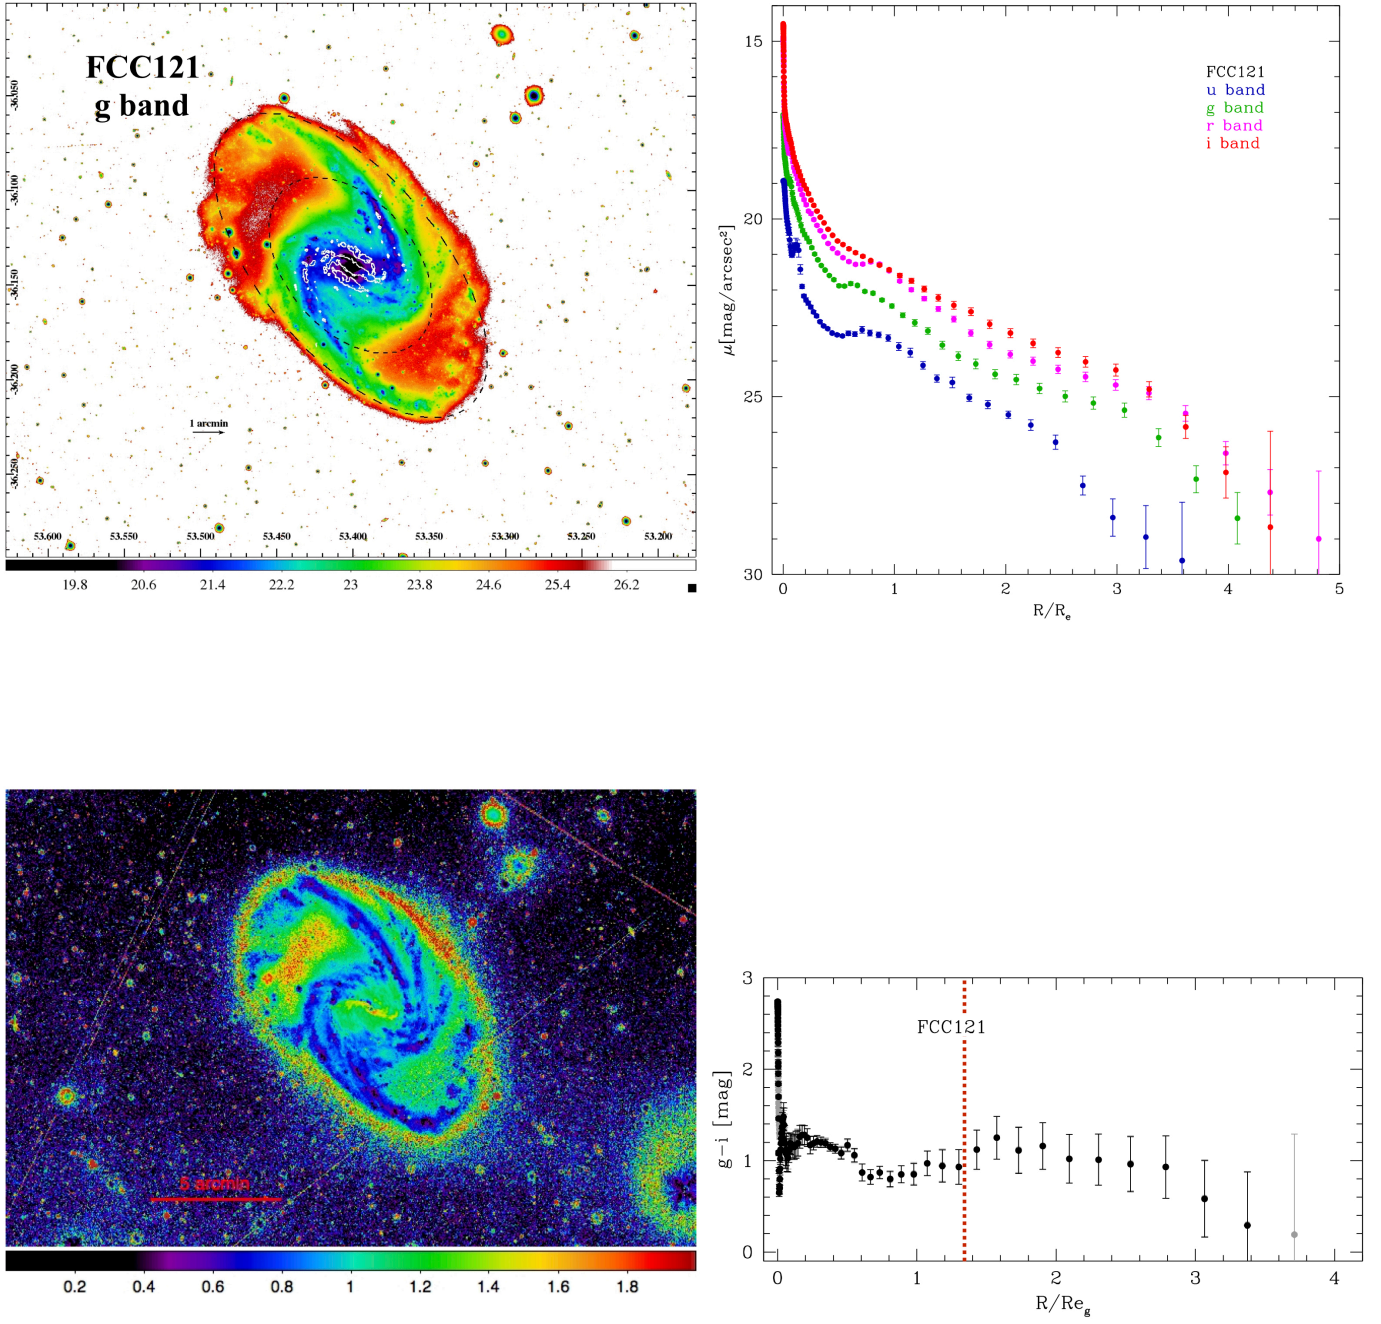 FCC121
g band
-36.050
-36.100
-36.150
-36.200
-36.250
1 arcmin
53.600 53.550 53.500 53.450 53.400 53.350 53.300 53.250 53.200
19.8 20.6 21.4 22.2 23 23.8 24.6 25.4 26.2
15
20
25
30
μ[mag/arcsec²]
FCC121
u band
g band
r band
i band
0 1 2 3 4 5
R/Re
5 arcmin
0.2 0.4 0.6 0.8 1 1.2 1.4 1.6 1.8
3
2
1
0
g-i [mag]
FCC121
0 1 2 3 4
R/Reg